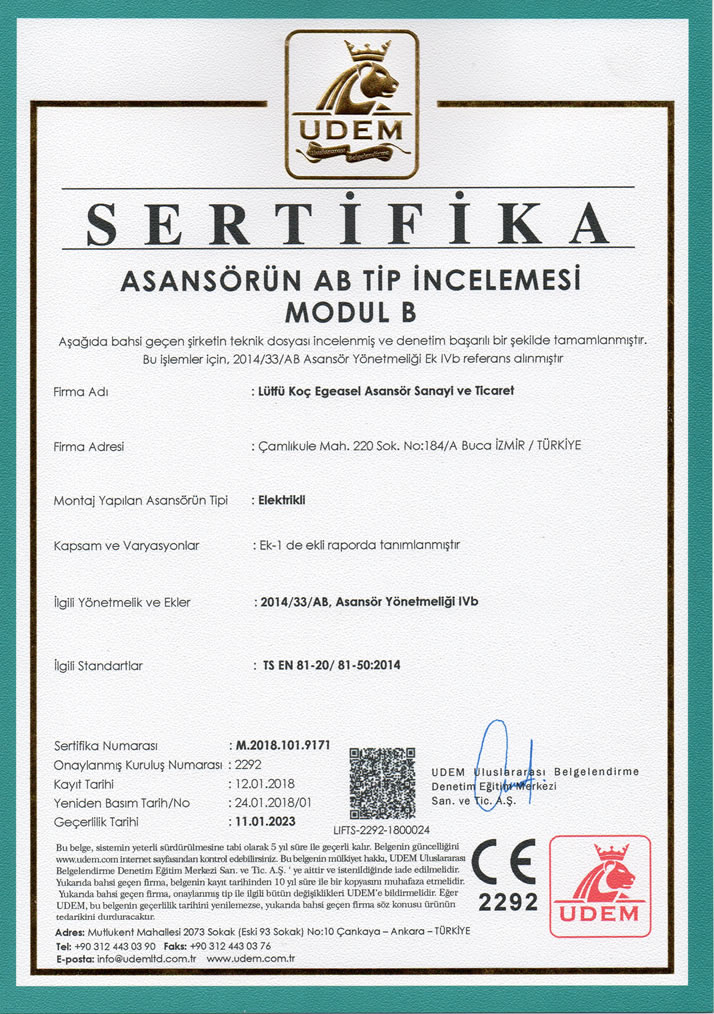 UDEM
Uluslararası Belgelendirme
SERTİFİKA
ASANSÖRÜN AB TİP İNCELEMESİ
MODUL B
Aşağıda bahsi geçen şirketin teknik dosyası incelenmiş ve denetim başarılı bir şekilde tamamlanmıştır.
Bu işlemler için, 2014/33/AB Asansör Yönetmeliği Ek IVb referans alınmıştır
Firma Adı : Lütfü Koç Egeasel Asansör Sanayi ve Ticaret
Firma Adresi : Çamlıkule Mah. 220 Sok. No:184/A Buca İZMİR / TÜRKİYE
Montaj Yapılan Asansörün Tipi : Elektrikli
Kapsam ve Varyasyonlar : Ek-1 de ekli raporda tanımlanmıştır
İlgili Yönetmelik ve Ekler : 2014/33/AB, Asansör Yönetmeliği IVb
İlgili Standartlar : TS EN 81-20/ 81-50:2014
Sertifika Numarası : M.2018.101.9171
Onaylanmış Kuruluş Numarası : 2292
Kayıt Tarihi : 12.01.2018
Yeniden Basım Tarih/No : 24.01.2018/01
Geçerlilik Tarihi : 11.01.2023
LIFTS-2292-1800024
UDEM Uluslararası Belgelendirme
Denetim Eğitim Merkezi
San. ve Tic. A.Ş.
Bu belge, sistemin yeterli sürdürülmesine tabi olarak 5 yıl süre ile geçerli kalır. Belgenin güncelliğini
www.udem.com internet sayfasından kontrol edebilirsiniz. Bu belgenin mülkiyet hakkı, UDEM Uluslararası
Belgelendirme Denetim Eğitim Merkezi San. ve Tic. A.Ş. ' ye aittir ve istenildiğinde iade edilmelidir.
Yukarıda bahsi geçen firma, belgenin kayıt tarihinden 10 yıl süre ile bir kopyasını muhafaza etmelidir.
Yukarıda bahsi geçen firma, onaylanmış tip ile ilgili bütün değişiklikleri UDEM'e bildirmelidir. Eğer
UDEM, bu belgenin geçerlilik tarihini yenilemezse, yukarıda bahsi geçen firma söz konusu ürünün
tedarikini durduracaktır.
CE
2292
UDEM
Adres: Mutlukent Mahallesi 2073 Sokak (Eski 93 Sokak) No:10 Çankaya – Ankara – TÜRKİYE
Tel: +90 312 443 03 90 Faks: +90 312 443 03 76
E-posta: info@udemltd.com.tr www.udem.com.tr